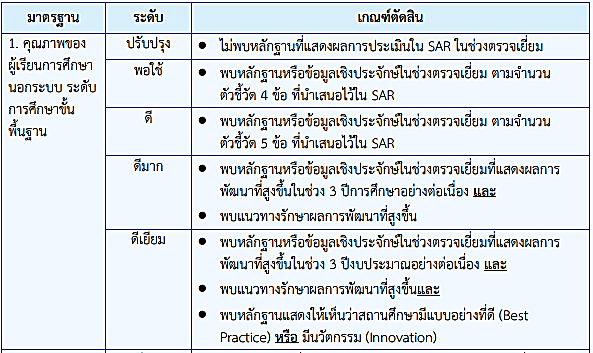 มาตรฐาน ระดับ เกณฑ์ตัดสิน
1. คุณภาพของ
ผู้เรียนการศึกษา
นอกระบบ ระดับ
การศึกษาขั้น
พื้นฐาน
ปรับปรุง
● ไม่พบหลักฐานที่แสดงผลการประเมินใน SAR ในช่วงตรวจเยี่ยม
พอใช้
● พบหลักฐานหรือข้อมูลเชิงประจักษ์ในช่วงตรวจเยี่ยม ตามจำนวน
ตัวชี้วัด 4 ข้อ ที่นำเสนอไว้ใน SAR
ดี
● พบหลักฐานหรือข้อมูลเชิงประจักษ์ในช่วงตรวจเยี่ยม ตามจำนวน
ตัวชี้วัด 5 ข้อ ที่นำเสนอไว้ใน SAR
ดีมาก
● พบหลักฐานหรือข้อมูลเชิงประจักษ์ในช่วงตรวจเยี่ยมที่แสดงผลการ
พัฒนาที่สูงขึ้นในช่วง 3 ปีการศึกษาอย่างต่อเนื่อง และ
● พบแนวทางรักษาผลการพัฒนาที่สูงขึ้น
ดีเยี่ยม
● พบหลักฐานหรือข้อมูลเชิงประจักษ์ในช่วงตรวจเยี่ยมที่แสดงผลการ
พัฒนาที่สูงขึ้นในช่วง 3 ปีงบประมาณอย่างต่อเนื่อง และ
● พบแนวทางรักษาผลการพัฒนาที่สูงขึ้นและ
● พบหลักฐานแสดงให้เห็นว่าสถานศึกษามีแบบอย่างที่ดี (Best
Practice) หรือ มีนวัตกรรม (Innovation)